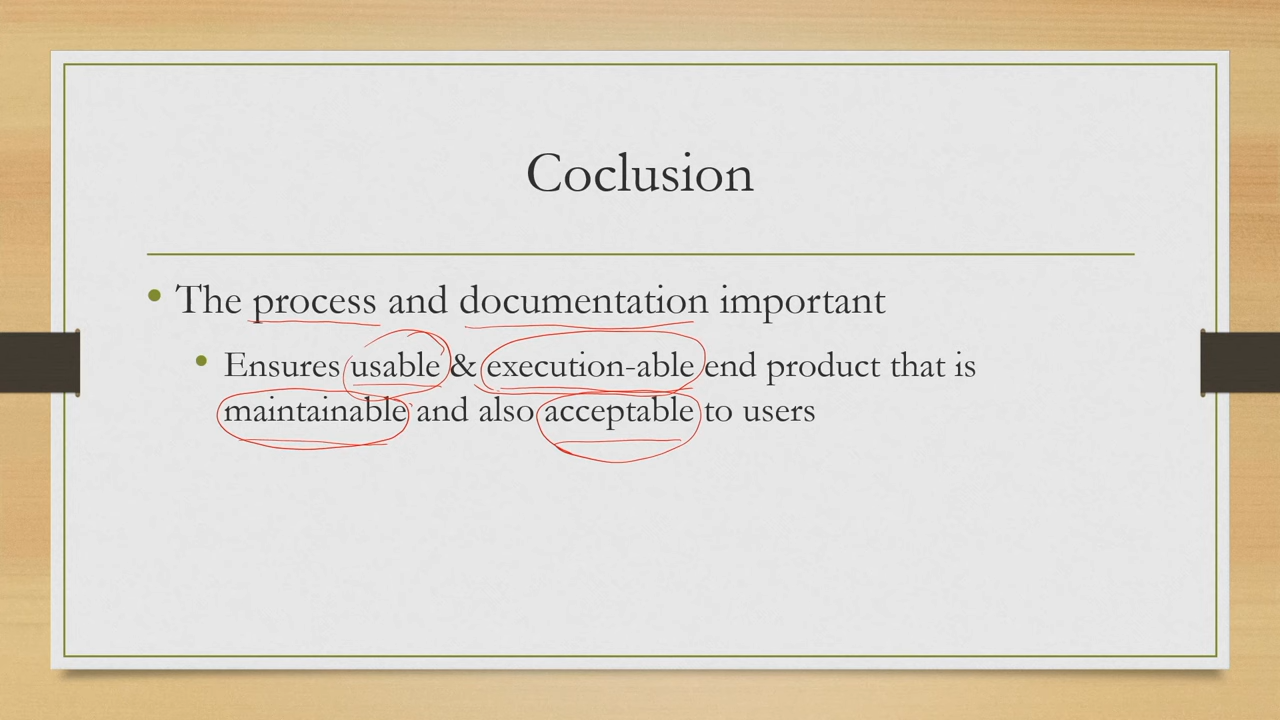 Coclusion
• The process and documentation important
• Ensures usable & execution-able end product that is
maintainable and also acceptable to users